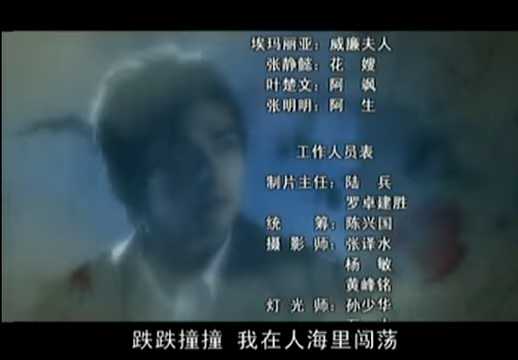 埃玛丽亚：威廉夫人
张静懿：花 嫂
叶楚文：阿 飒
张明明：阿 生
工作人员表
制片主任：陆 兵
罗卓建胜
统 筹：陈兴国
摄 影 师：张译水
杨 敏
黄峰铭
灯 光 师：孙少华
跌跌撞撞 我在人海里闯荡